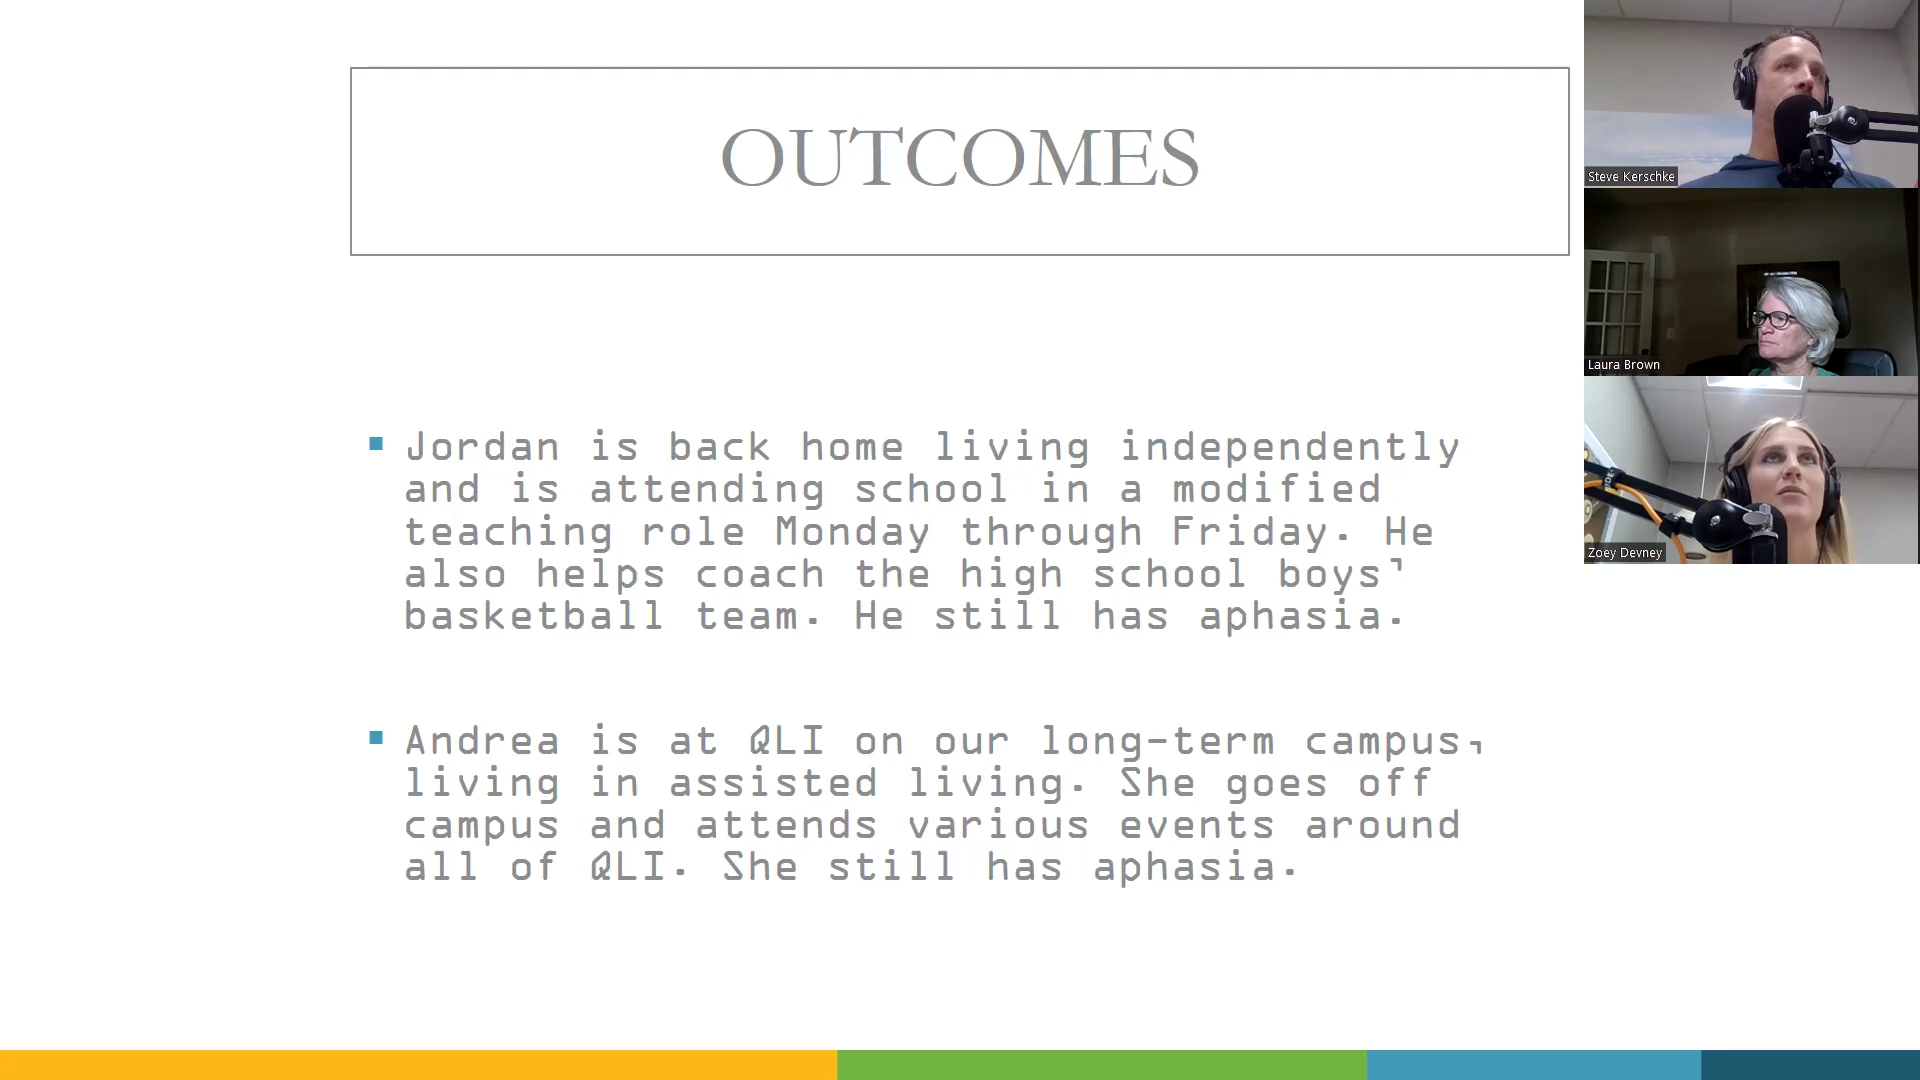 OUTCOMES
Jordan is back home living independently
and is attending school in a modified
teaching role Monday through Friday. He
also helps coach the high school boys'
basketball team. He still has aphasia.
Andrea is at QLI on our long-term campus,
living in assisted living. She goes off
campus and attends various events around
all of QLI. She still has aphasia.
Steve Kerschke
Laura Brown
Zoey Devney